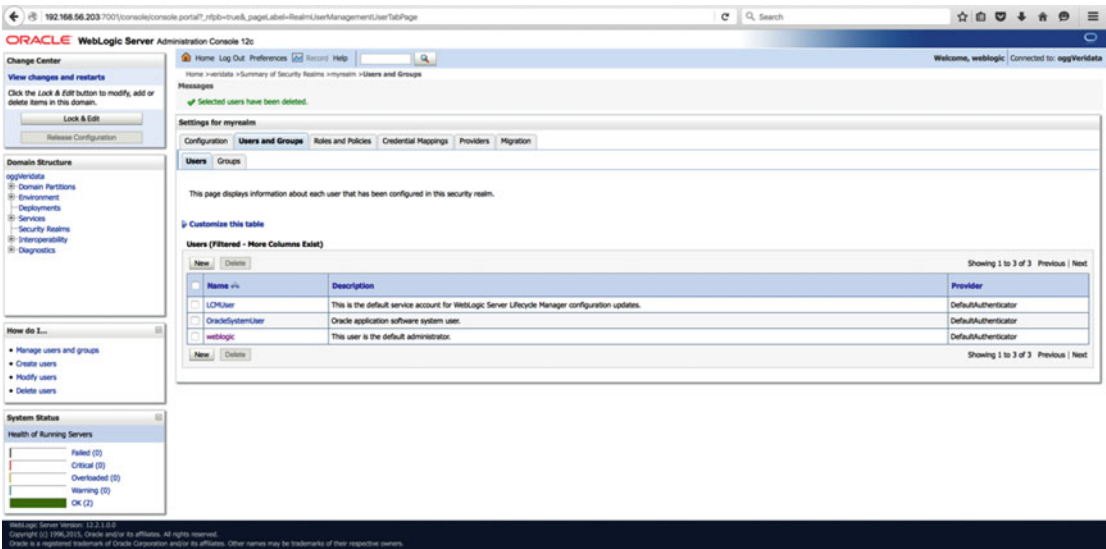 192.168.56.203:7001/console/console.portal?_nfpb=true&_pageLabel=RealmUserManagementUserTabPage
Search
ORACLE WebLogic Server Administration Console 12c
Change Center
View changes and restarts
Click the Lock & Edit button to modify, add or
delete items in this domain.
Lock & Edit
Release Configuration
Domain Structure
oggVeridata
Domain Partitions
Environment
Deployments
Services
Security Realms
Interoperability
Diagnostics
How do I...
Manage users and groups
Create users
Modify users
Delete users
System Status
Health of Running Servers
Failed (0)
Critical (0)
Overloaded (0)
Warning (0)
OK (2)
Home Log Out Preferences Record Help
Welcome, weblogic Connected to: oggVeridata
Home >veridata >Summary of Security Realms >myrealm >Users and Groups
Messages
Selected users have been deleted.
Settings for myrealm
Configuration Users and Groups Roles and Policies Credential Mappings Providers Migration
Users Groups
This page displays information about each user that has been configured in this security realm.
Customize this table
Users (Filtered - More Columns Exist)
New Delete Showing 1 to 3 of 3 Previous | Next
Name Description Provider
LCMUser This is the default service account for WebLogic Server Lifecycle Manager configuration updates. DefaultAuthenticator
OracleSystemUser Oracle application software system user. DefaultAuthenticator
weblogic This user is the default administrator. DefaultAuthenticator
New Delete Showing 1 to 3 of 3 Previous | Next
WebLogic Server Version: 12.2.1.0.0
Copyright (c) 1996,2015, Oracle and/or its affiliates. All rights reserved.
Oracle is a registered trademark of Oracle Corporation and/or its affiliates. Other names may be trademarks of their respective owners.